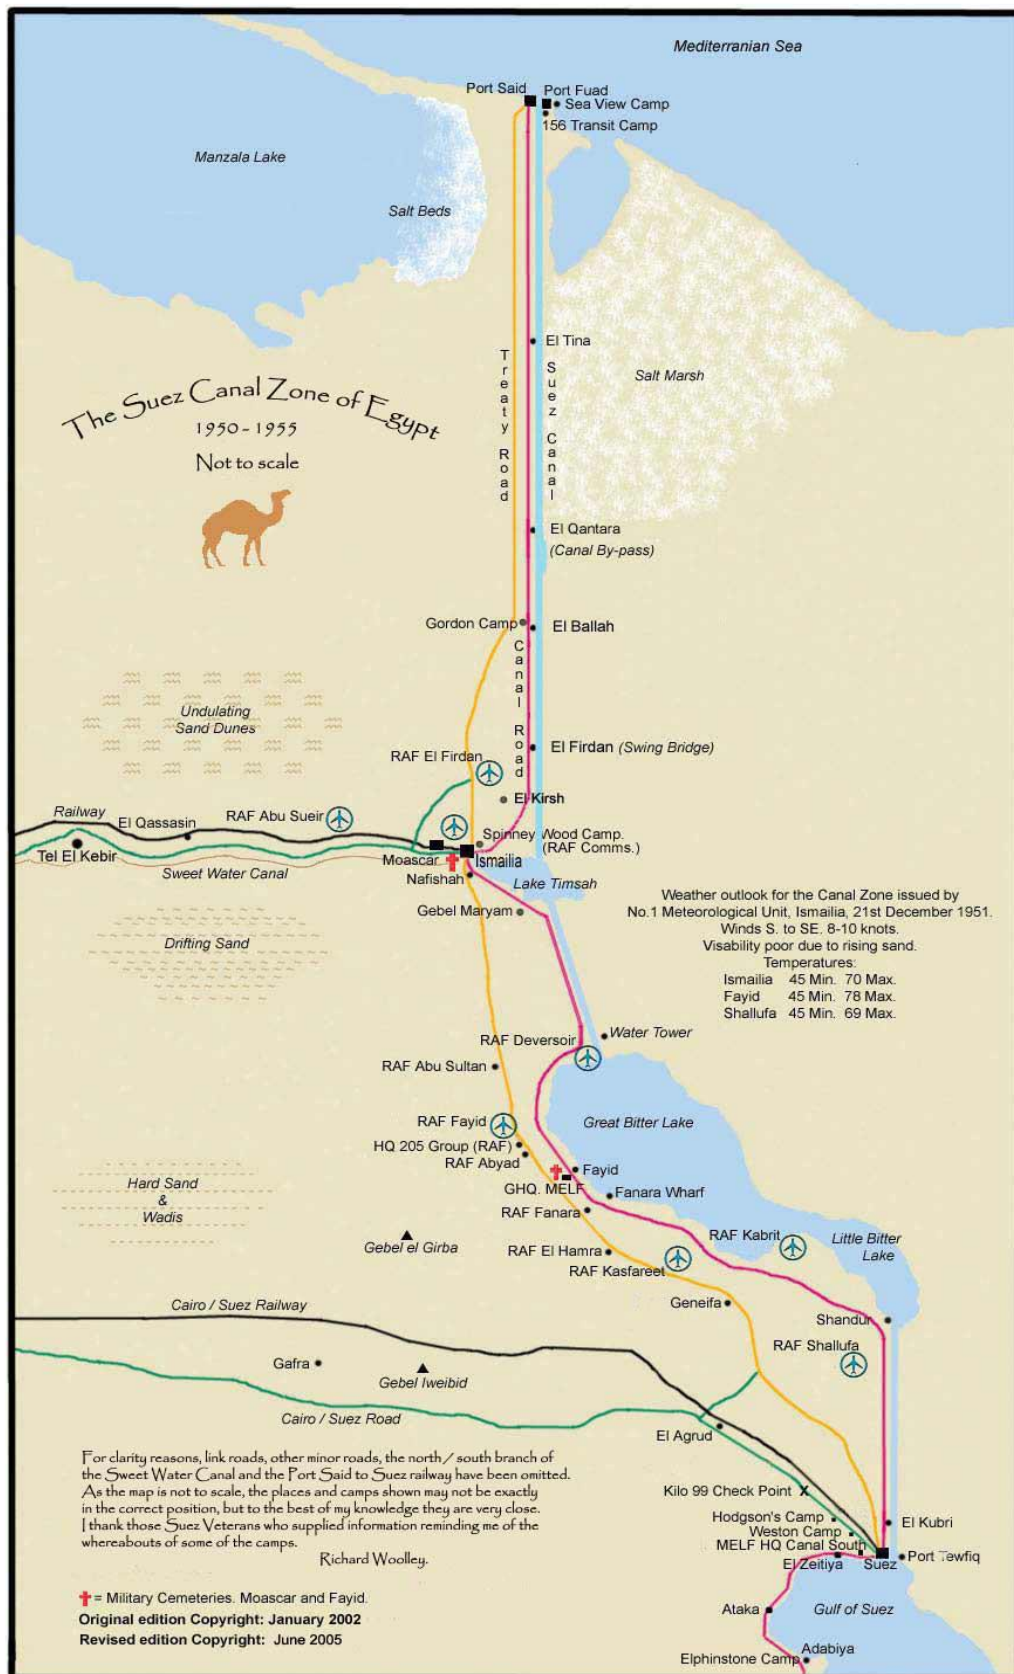 Mediterranian Sea
Port Said
Port Fuad
Sea View Camp
156 Transit Camp
Manzala Lake
Salt Beds
El Tina
Treaty Road
Suez Canal
Salt Marsh
The Suez Canal Zone of Egypt
1950 - 1955
Not to scale
El Qantara
(Canal By-pass)
Gordon Camp
El Ballah
Canal Road
Undulating
Sand Dunes
El Firdan (Swing Bridge)
RAF El Firdan
El Kirsh
Railway
El Qassasin
RAF Abu Sueir
Spinney Wood Camp.
(RAF Comms.)
Tel El Kebir
Moascar
Ismailia
Sweet Water Canal
Nafishah
Lake Timsah
Gebel Maryam
Weather outlook for the Canal Zone issued by
No.1 Meteorological Unit, Ismailia, 21st December 1951.
Winds S. to SE. 8-10 knots.
Visability poor due to rising sand.
Temperatures:
Ismailia 45 Min. 70 Max.
Fayid 45 Min. 78 Max.
Shallufa 45 Min. 69 Max.
Drifting Sand
RAF Deversoir
Water Tower
RAF Abu Sultan
RAF Fayid
Great Bitter Lake
HQ 205 Group (RAF)
RAF Abyad
Fayid
GHQ. MELF
Fanara Wharf
RAF Fanara
Hard Sand
&
Wadis
Gebel el Girba
RAF El Hamra
RAF Kasfareet
RAF Kabrit
Little Bitter
Lake
Geneifa
Cairo / Suez Railway
Shandur
RAF Shallufa
Gafra
Gebel Iweibid
Cairo / Suez Road
El Agrud
For clarity reasons, link roads, other minor roads, the north / south branch of
the Sweet Water Canal and the Port Said to Suez railway have been omitted.
As the map is not to scale, the places and camps shown may not be exactly
in the correct position, but to the best of my knowledge they are very close.
I thank those Suez Veterans who supplied information reminding me of the
whereabouts of some of the camps.
Richard Woolley.
Kilo 99 Check Point X
Hodgson's Camp
Weston Camp
MELF HQ Canal South
El Kubri
El Zeitiya
Suez
Port Tewfiq
= Military Cemeteries. Moascar and Fayid.
Original edition Copyright: January 2002
Revised edition Copyright: June 2005
Ataka
Gulf of Suez
Adabiya
Elphinstone Camp